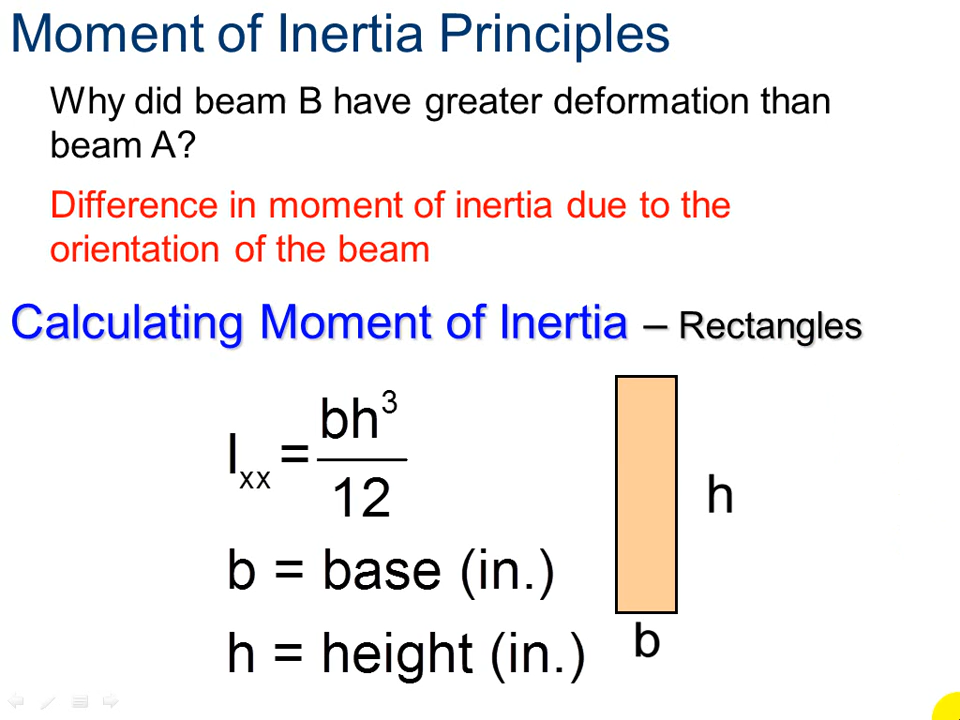 Moment of Inertia Principles
Why did beam B have greater deformation than
beam A?
Difference in moment of inertia due to the
orientation of the beam
Calculating Moment of Inertia – Rectangles
Ixx = bh³
12
h
b = base (in.)
h = height (in.)
b